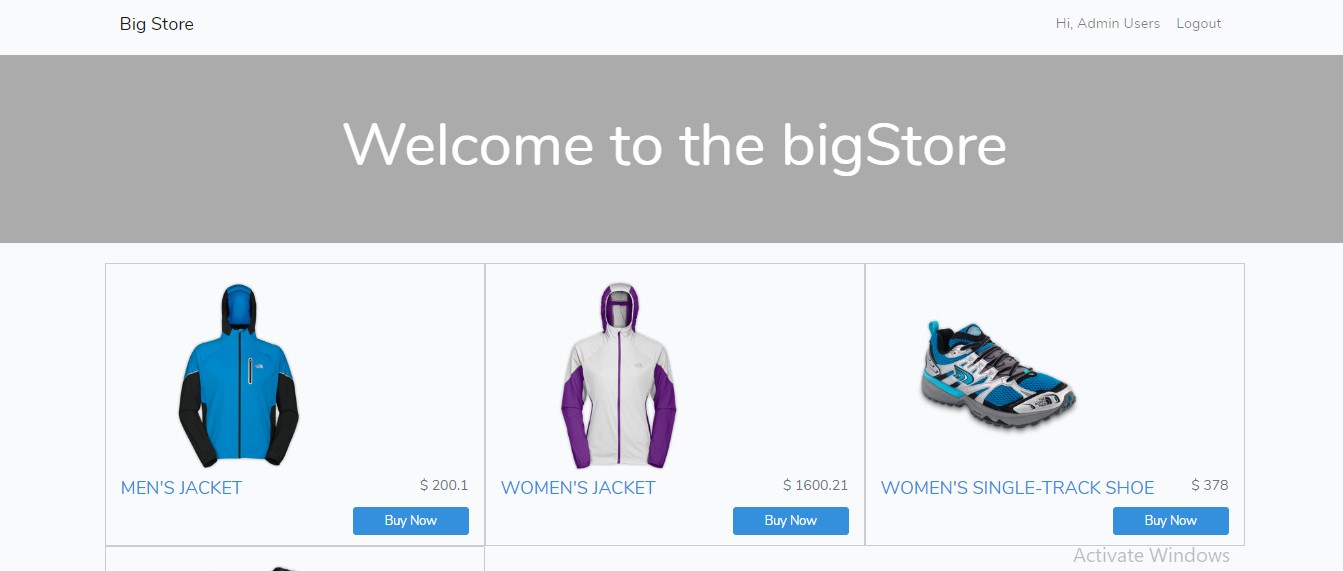 Big Store
Hi, Admin Users Logout
Welcome to the bigStore
MEN'S JACKET $ 200.1
Buy Now
WOMEN'S JACKET $ 1600.21
Buy Now
WOMEN'S SINGLE-TRACK SHOE $ 378
Buy Now
Activate Windows